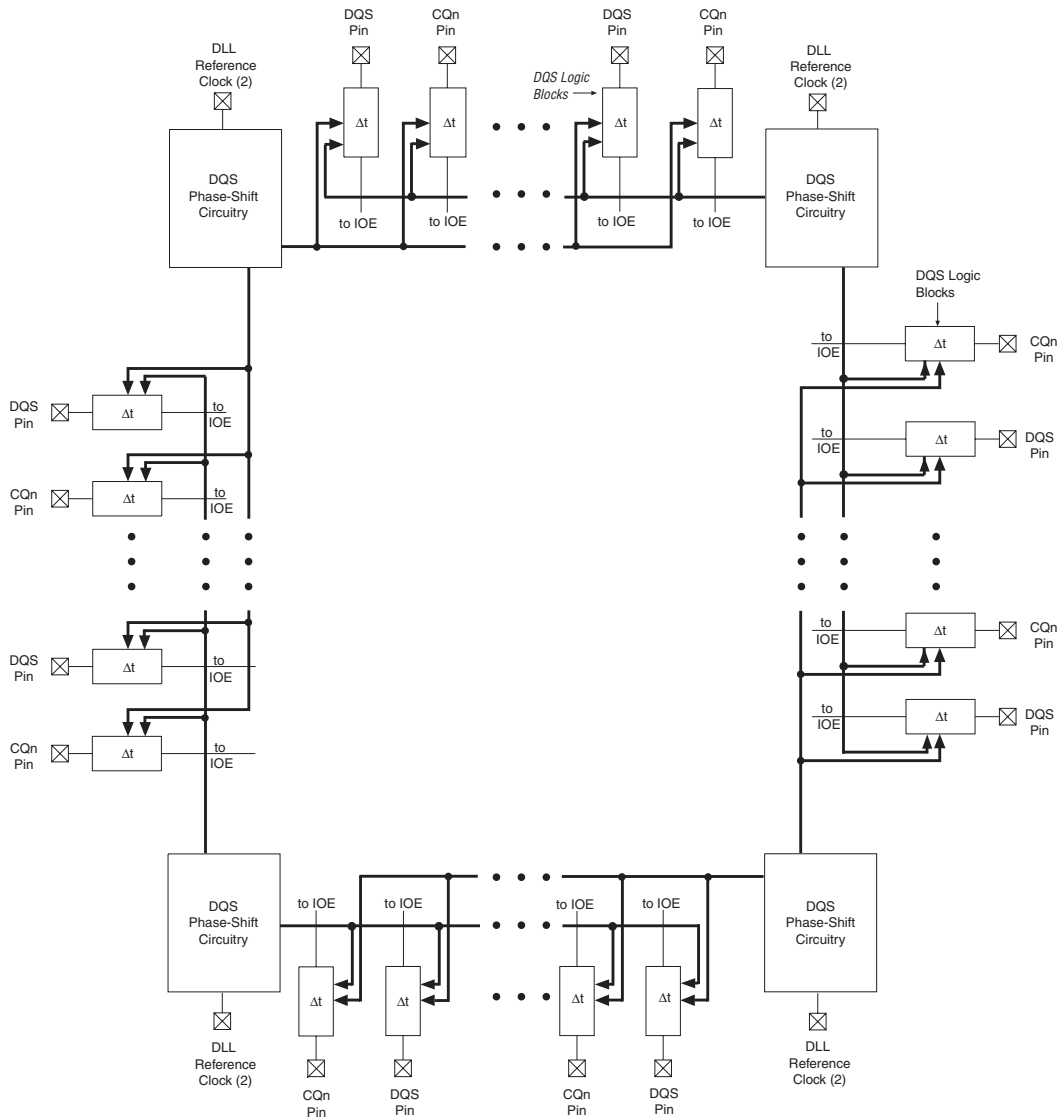 DQS
Pin
CQn
Pin
DQS
Pin
CQn
Pin
DLL
Reference
Clock (2)
DQS Logic
Blocks
DLL
Reference
Clock (2)
Δt
Δt
Δt
Δt
DQS
Phase-Shift
Circuitry
DQS
Phase-Shift
Circuitry
to IOE
to IOE
to IOE
to IOE
DQS Logic
Blocks
to
IOE
Δt
CQn
Pin
DQS
Pin
Δt
to
IOE
to
IOE
Δt
DQS
Pin
CQn
Pin
Δt
to
IOE
to
IOE
Δt
CQn
Pin
DQS
Pin
Δt
to
IOE
to
IOE
Δt
DQS
Pin
CQn
Pin
Δt
to
IOE
DQS
Phase-Shift
Circuitry
to IOE
to IOE
to IOE
to IOE
DQS
Phase-Shift
Circuitry
Δt
Δt
Δt
Δt
DLL
Reference
Clock (2)
DLL
Reference
Clock (2)
CQn
Pin
DQS
Pin
CQn
Pin
DQS
Pin